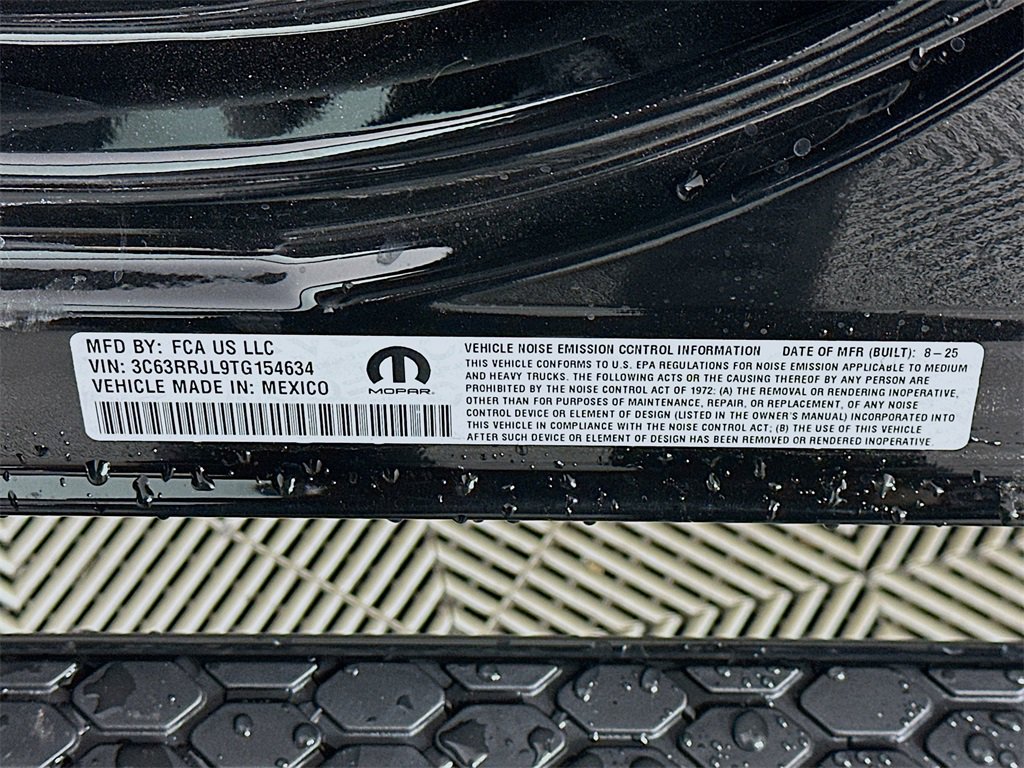 MFD BY: FCA US LLC
VIN: 3C63RRJL9TG154634
VEHICLE MADE IN: MEXICO
MOPAR
VEHICLE NOISE EMISSION CONTROL INFORMATION DATE OF MFR (BUILT): 8-25
THIS VEHICLE CONFORMS TO U.S. EPA REGULATIONS FOR NOISE EMISSION APPLICABLE TO MEDIUM
AND HEAVY TRUCKS. THE FOLLOWING ACTS OR THE CAUSING THEREOF BY ANY PERSON ARE
PROHIBITED BY THE NOISE CONTROL ACT OF 1972: (A) THE REMOVAL OR RENDERING INOPERATIVE,
OTHER THAN FOR PURPOSES OF MAINTENANCE, REPAIR, OR REPLACEMENT, OF ANY NOISE
CONTROL DEVICE OR ELEMENT OF DESIGN (LISTED IN THE OWNER'S MANUAL) INCORPORATED INTO
THIS VEHICLE IN COMPLIANCE WITH THE NOISE CONTROL ACT; (B) THE USE OF THIS VEHICLE
AFTER SUCH DEVICE OR ELEMENT OF DESIGN HAS BEEN REMOVED OR RENDERED INOPERATIVE.